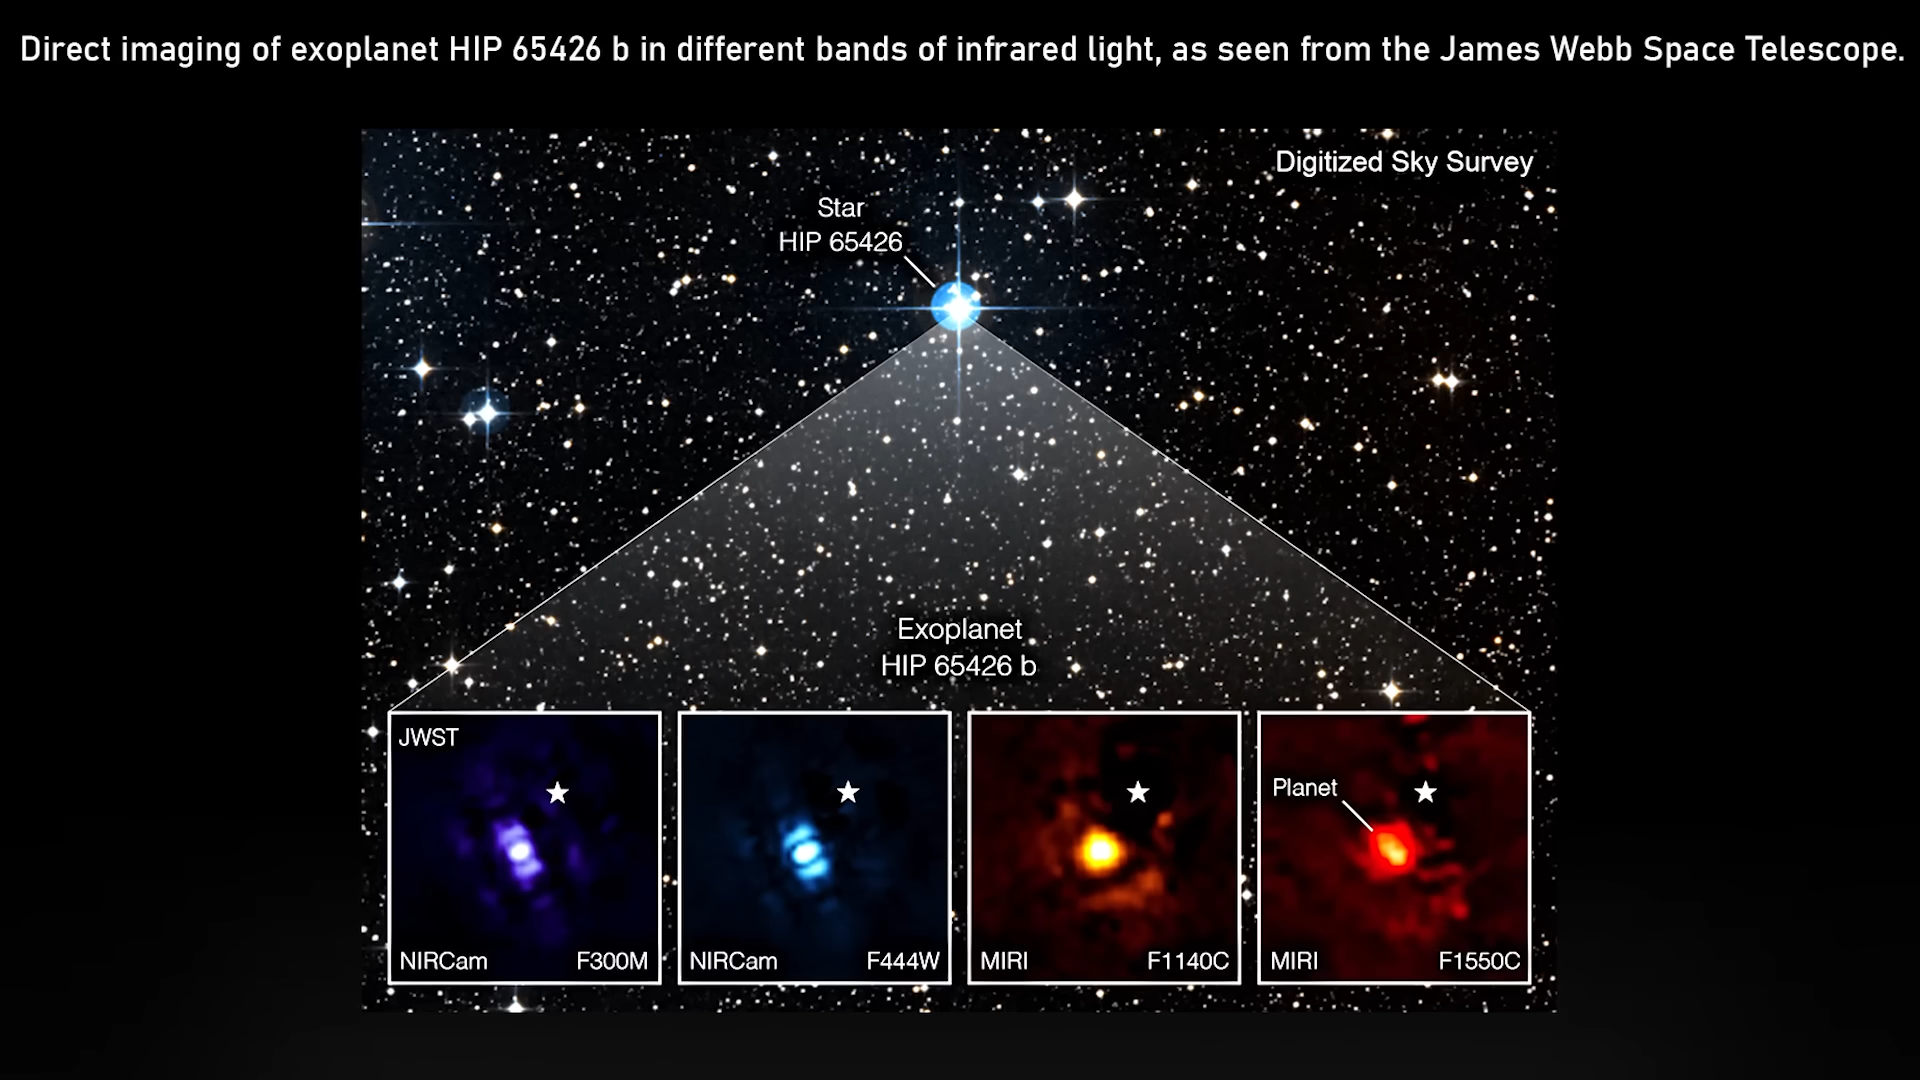 Direct imaging of exoplanet HIP 65426 b in different bands of infrared light, as seen from the James Webb Space Telescope.
Digitized Sky Survey
Star
HIP 65426
Exoplanet
HIP 65426 b
JWST
NIRCam F300M
NIRCam F444W
MIRI F1140C
Planet
MIRI F1550C